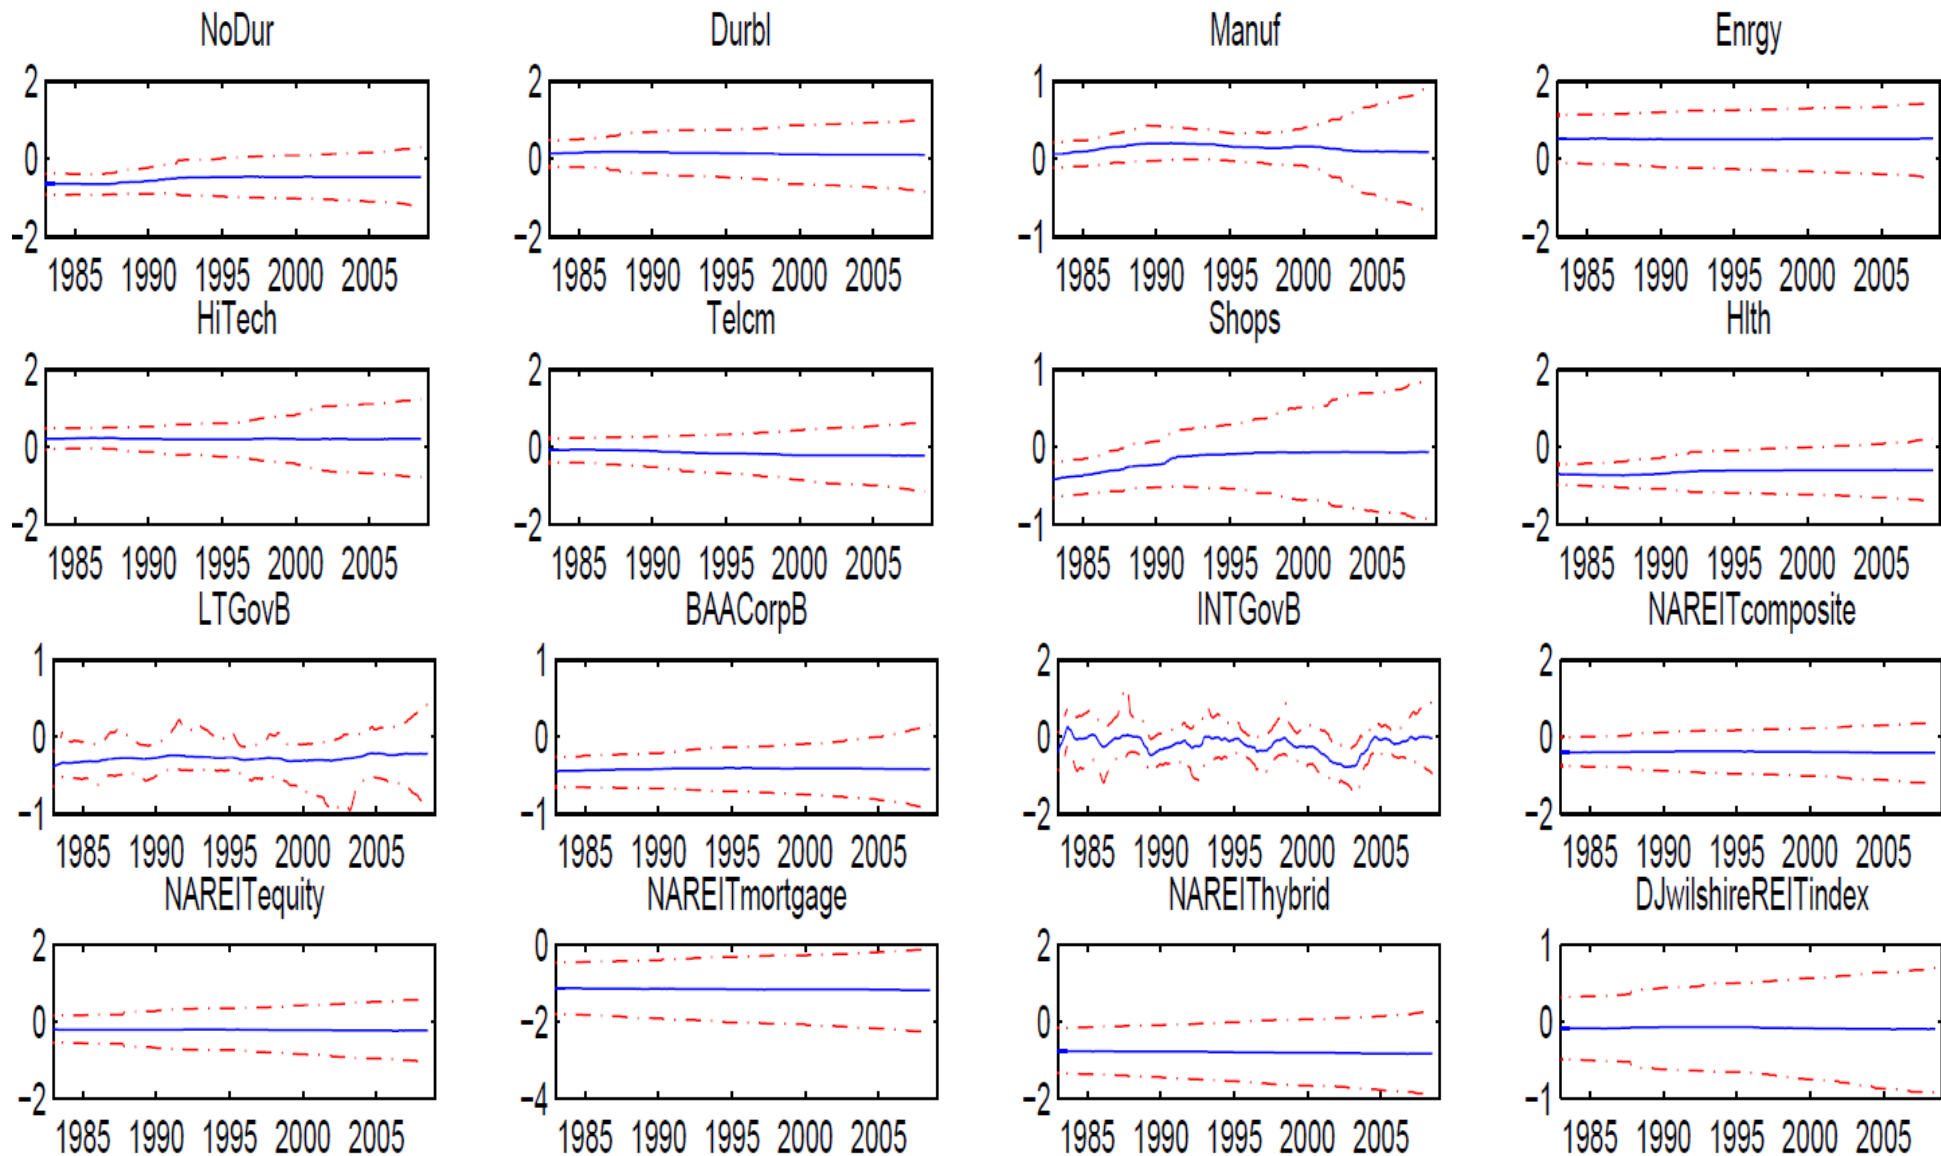 NoDur Durbl Manuf Enrgy
2 2 1 2
0 0 0 0
−2 −2 −1 −2
1985 1990 1995 2000 2005 1985 1990 1995 2000 2005 1985 1990 1995 2000 2005 1985 1990 1995 2000 2005
HiTech Telcm Shops Hlth
2 2 1 2
0 0 0 0
−2 −2 −1 −2
1985 1990 1995 2000 2005 1985 1990 1995 2000 2005 1985 1990 1995 2000 2005 1985 1990 1995 2000 2005
LTGovB BAACorpB INTGovB NAREITcomposite
1 1 2 2
0 0 0 0
−1 −1 −2 −2
1985 1990 1995 2000 2005 1985 1990 1995 2000 2005 1985 1990 1995 2000 2005 1985 1990 1995 2000 2005
NAREITequity NAREITmortgage NAREIThybrid DJwilshireREITindex
2 0 2 1
0 −2 0 0
−2 −4 −2 −1
1985 1990 1995 2000 2005 1985 1990 1995 2000 2005 1985 1990 1995 2000 2005 1985 1990 1995 2000 2005